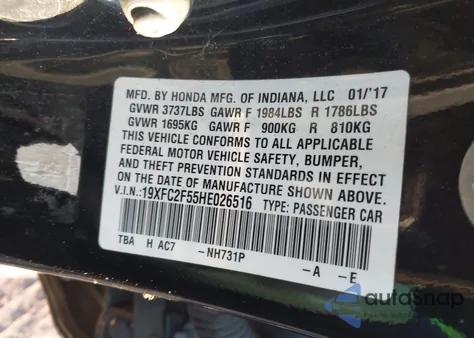 MFD. BY HONDA MFG. OF INDIANA, LLC 01/'17
GVWR 3737LBS GAWR F 1984LBS R 1786LBS
GVWR 1695KG GAWR F 900KG R 810KG
THIS VEHICLE CONFORMS TO ALL APPLICABLE
FEDERAL MOTOR VEHICLE SAFETY, BUMPER,
AND THEFT PREVENTION STANDARDS IN EFFECT
ON THE DATE OF MANUFACTURE SHOWN ABOVE.
V.I.N.:19XFC2F55HE026516 TYPE: PASSENGER CAR
TBA H AC7 -NH731P -A -E
autoSnap